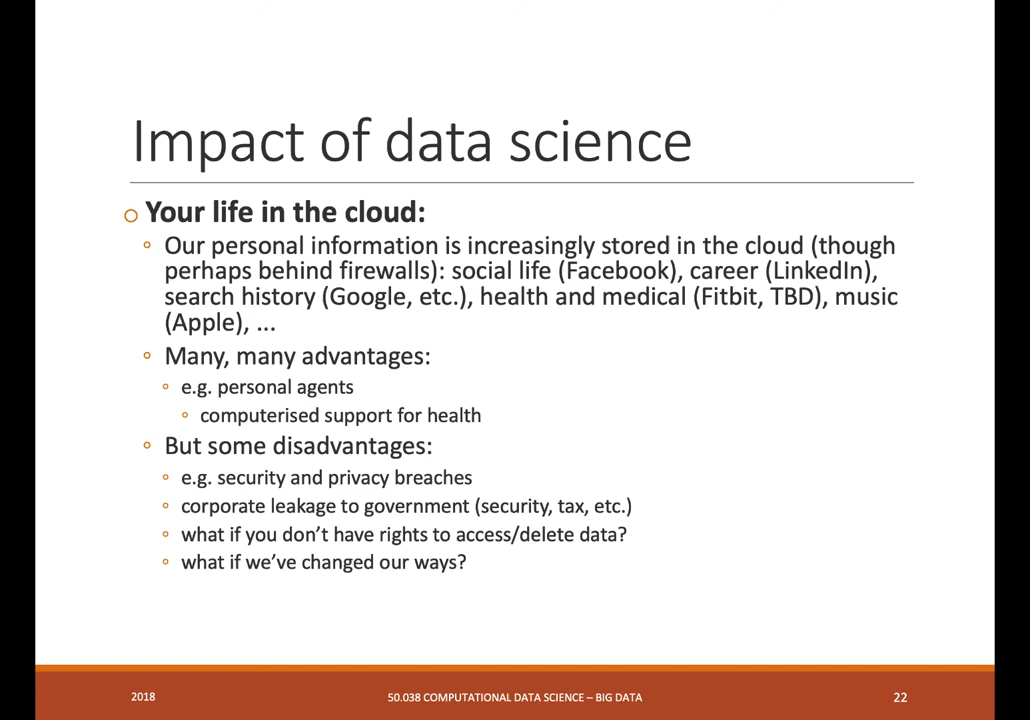 Impact of data science
Your life in the cloud:
Our personal information is increasingly stored in the cloud (though
perhaps behind firewalls): social life (Facebook), career (LinkedIn),
search history (Google, etc.), health and medical (Fitbit, TBD), music
(Apple), ...
Many, many advantages:
e.g. personal agents
computerised support for health
But some disadvantages:
e.g. security and privacy breaches
corporate leakage to government (security, tax, etc.)
what if you don’t have rights to access/delete data?
what if we’ve changed our ways?
2018
50.038 COMPUTATIONAL DATA SCIENCE – BIG DATA
22